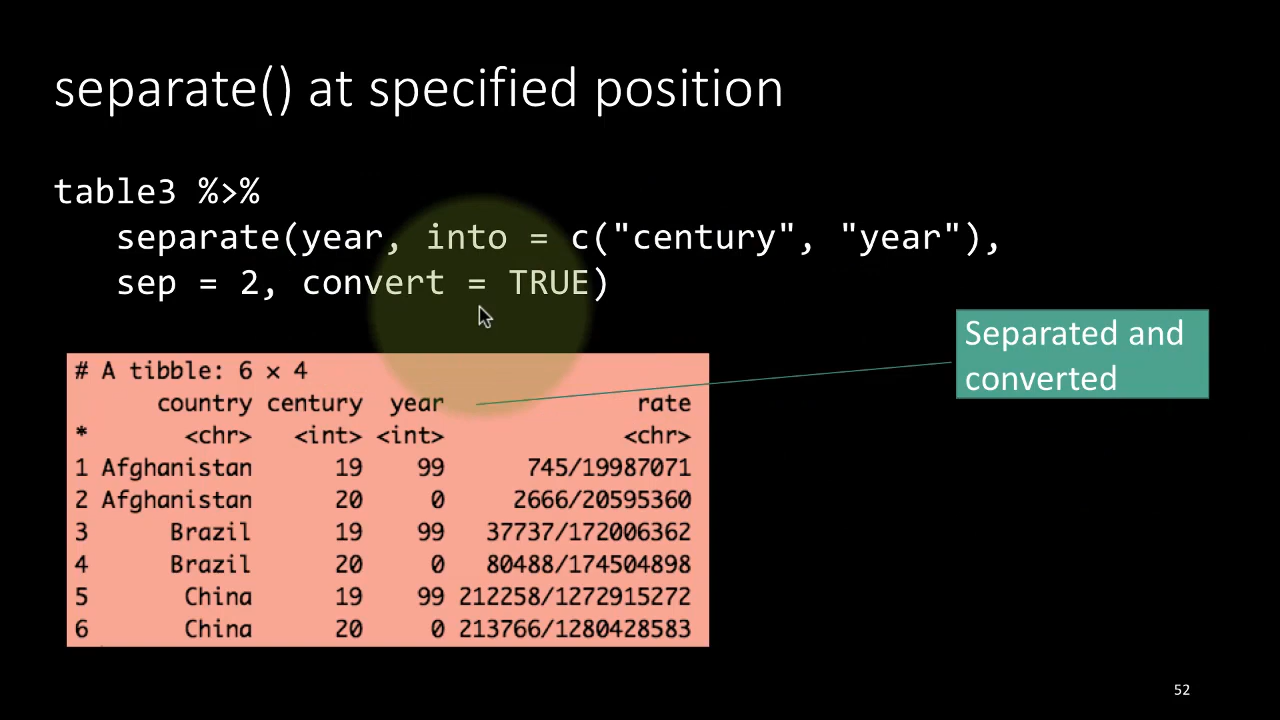 separate() at specified position
table3 %>%
separate(year, into = c("century", "year"),
sep = 2, convert = TRUE)
Separated and
converted
# A tibble: 6 × 4
country century year rate
* <chr> <int> <int> <chr>
1 Afghanistan 19 99 745/19987071
2 Afghanistan 20 0 2666/20595360
3 Brazil 19 99 37737/172006362
4 Brazil 20 0 80488/174504898
5 China 19 99 212258/1272915272
6 China 20 0 213766/1280428583
52